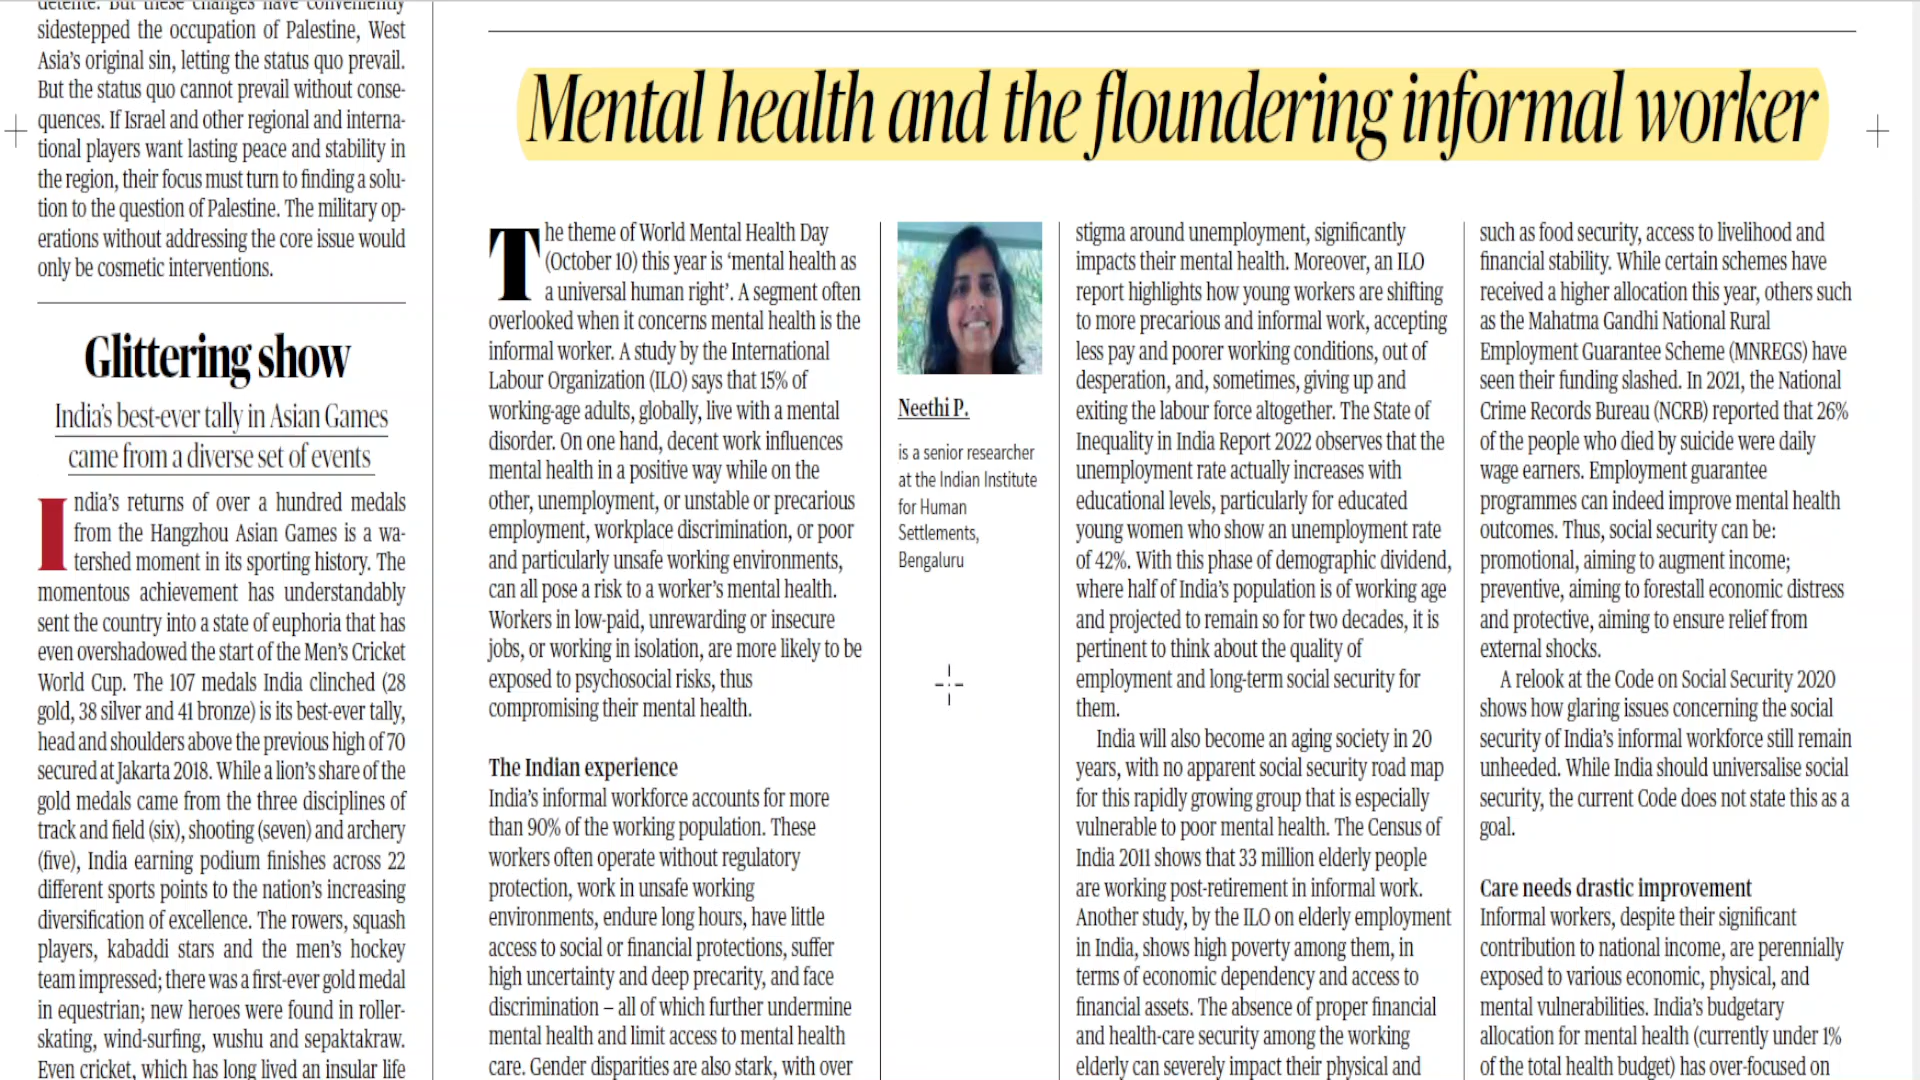 detente. But these changes have conveniently
sidestepped the occupation of Palestine, West
Asia's original sin, letting the status quo prevail.
But the status quo cannot prevail without conse-
quences. If Israel and other regional and interna-
tional players want lasting peace and stability in
the region, their focus must turn to finding a solu-
tion to the question of Palestine. The military op-
erations without addressing the core issue would
only be cosmetic interventions.
Glittering show
India's best-ever tally in Asian Games
came from a diverse set of events
India's returns of over a hundred medals
from the Hangzhou Asian Games is a wa-
tershed moment in its sporting history. The
momentous achievement has understandably
sent the country into a state of euphoria that has
even overshadowed the start of the Men's Cricket
World Cup. The 107 medals India clinched (28
gold, 38 silver and 41 bronze) is its best-ever tally,
head and shoulders above the previous high of 70
secured at Jakarta 2018. While a lion's share of the
gold medals came from the three disciplines of
track and field (six), shooting (seven) and archery
(five), India earning podium finishes across 22
different sports points to the nation's increasing
diversification of excellence. The rowers, squash
players, kabaddi stars and the men's hockey
team impressed; there was a first-ever gold medal
in equestrian; new heroes were found in roller-
skating, wind-surfing, wushu and sepaktakraw.
Even cricket, which has long lived an insular life
Mental health and the floundering informal worker
The theme of World Mental Health Day
(October 10) this year is 'mental health as
a universal human right'. A segment often
overlooked when it concerns mental health is the
informal worker. A study by the International
Labour Organization (ILO) says that 15% of
working-age adults, globally, live with a mental
disorder. On one hand, decent work influences
mental health in a positive way while on the
other, unemployment, or unstable or precarious
employment, workplace discrimination, or poor
and particularly unsafe working environments,
can all pose a risk to a worker's mental health.
Workers in low-paid, unrewarding or insecure
jobs, or working in isolation, are more likely to be
exposed to psychosocial risks, thus
compromising their mental health.
The Indian experience
India's informal workforce accounts for more
than 90% of the working population. These
workers often operate without regulatory
protection, work in unsafe working
environments, endure long hours, have little
access to social or financial protections, suffer
high uncertainty and deep precarity, and face
discrimination – all of which further undermine
mental health and limit access to mental health
care. Gender disparities are also stark, with over
Neethi P.
is a senior researcher
at the Indian Institute
for Human
Settlements,
Bengaluru
stigma around unemployment, significantly
impacts their mental health. Moreover, an ILO
report highlights how young workers are shifting
to more precarious and informal work, accepting
less pay and poorer working conditions, out of
desperation, and, sometimes, giving up and
exiting the labour force altogether. The State of
Inequality in India Report 2022 observes that the
unemployment rate actually increases with
educational levels, particularly for educated
young women who show an unemployment rate
of 42%. With this phase of demographic dividend,
where half of India's population is of working age
and projected to remain so for two decades, it is
pertinent to think about the quality of
employment and long-term social security for
them.
India will also become an aging society in 20
years, with no apparent social security road map
for this rapidly growing group that is especially
vulnerable to poor mental health. The Census of
India 2011 shows that 33 million elderly people
are working post-retirement in informal work.
Another study, by the ILO on elderly employment
in India, shows high poverty among them, in
terms of economic dependency and access to
financial assets. The absence of proper financial
and health-care security among the working
elderly can severely impact their physical and
such as food security, access to livelihood and
financial stability. While certain schemes have
received a higher allocation this year, others such
as the Mahatma Gandhi National Rural
Employment Guarantee Scheme (MNREGS) have
seen their funding slashed. In 2021, the National
Crime Records Bureau (NCRB) reported that 26%
of the people who died by suicide were daily
wage earners. Employment guarantee
programmes can indeed improve mental health
outcomes. Thus, social security can be:
promotional, aiming to augment income;
preventive, aiming to forestall economic distress
and protective, aiming to ensure relief from
external shocks.
A relook at the Code on Social Security 2020
shows how glaring issues concerning the social
security of India's informal workforce still remain
unheeded. While India should universalise social
security, the current Code does not state this as a
goal.
Care needs drastic improvement
Informal workers, despite their significant
contribution to national income, are perennially
exposed to various economic, physical, and
mental vulnerabilities. India's budgetary
allocation for mental health (currently under 1%
of the total health budget) has over-focused on